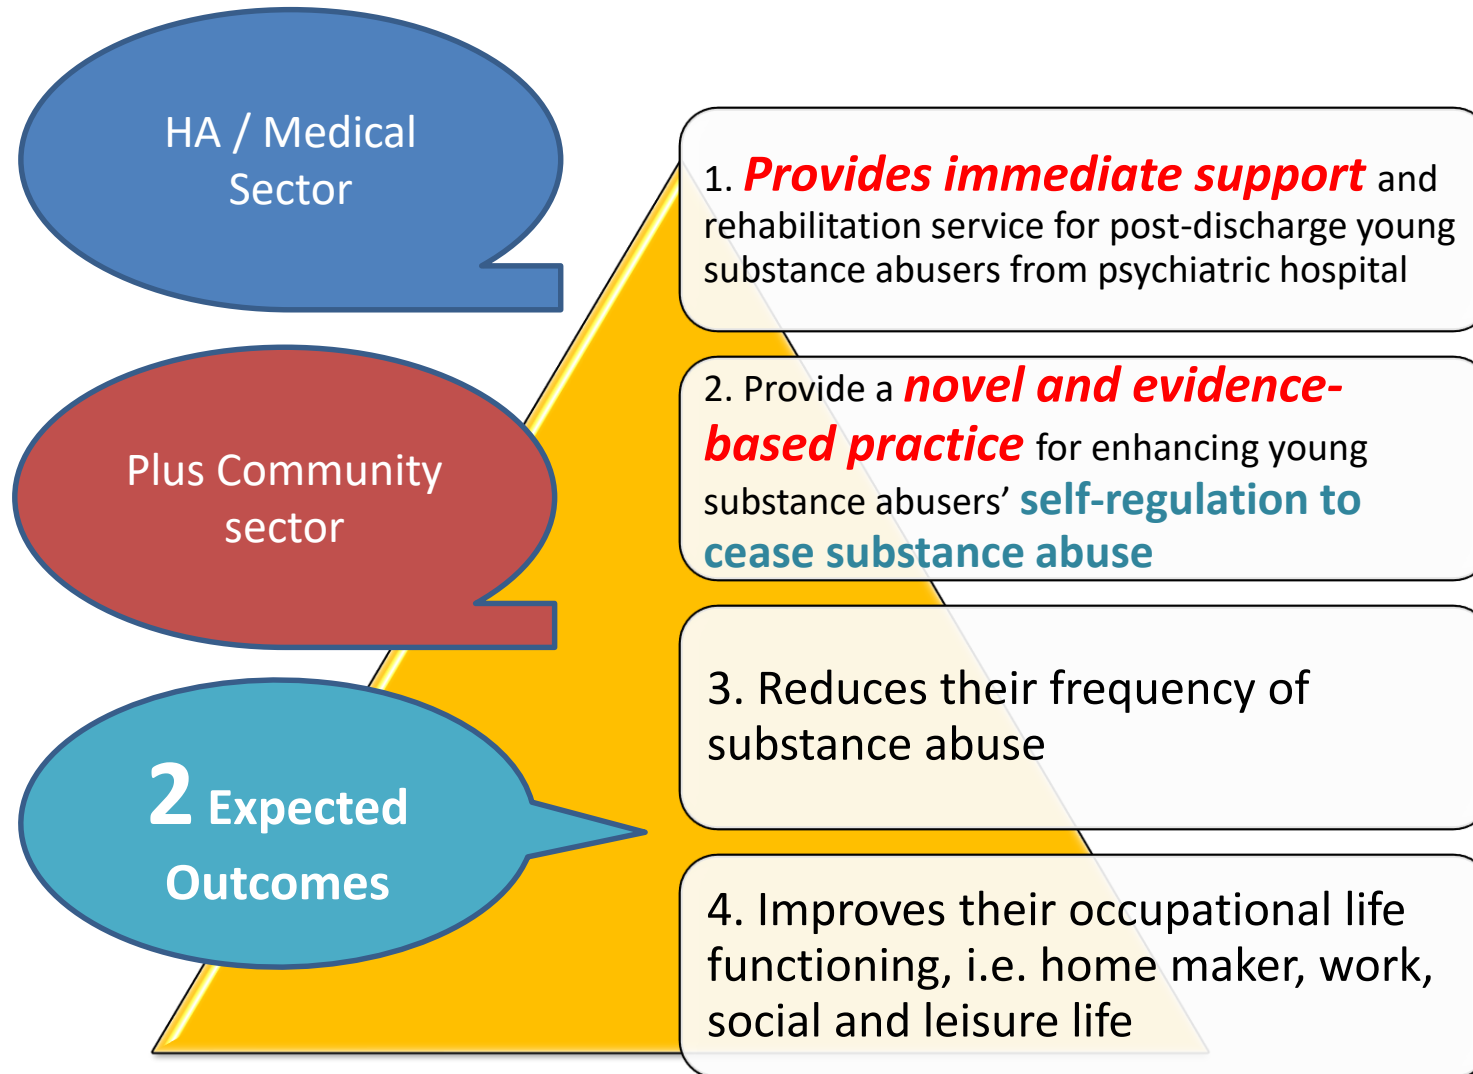 HA / Medical
Sector
1. Provides immediate support and
rehabilitation service for post-discharge young
substance abusers from psychiatric hospital
Plus Community
sector
2. Provide a novel and evidence-
based practice for enhancing young
substance abusers’ self-regulation to
cease substance abuse
2 Expected
Outcomes
3. Reduces their frequency of
substance abuse
4. Improves their occupational life
functioning, i.e. home maker, work,
social and leisure life